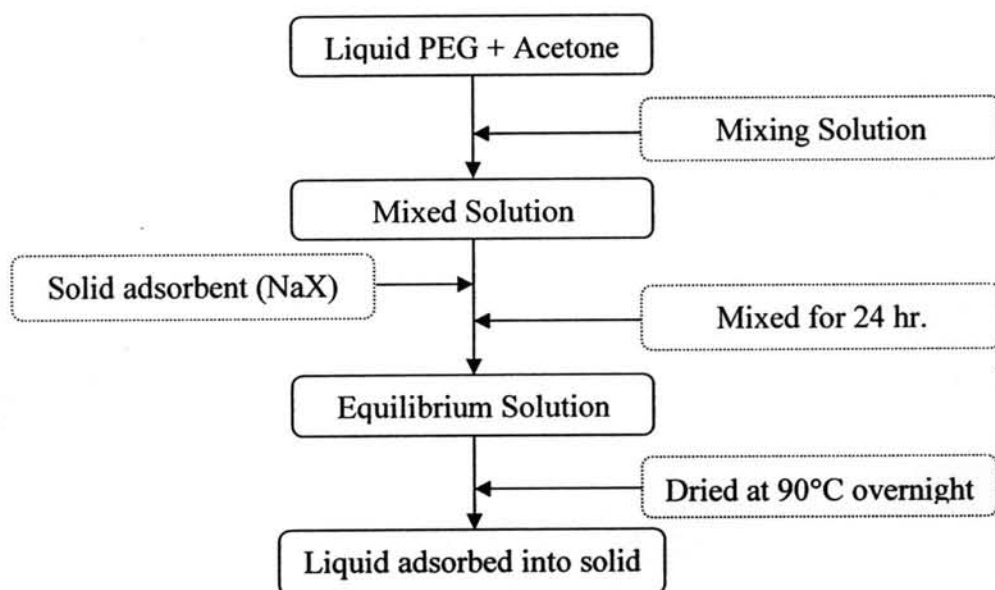 Liquid PEG + Acetone
Mixing Solution
Mixed Solution
Solid adsorbent (NaX)
Mixed for 24 hr.
Equilibrium Solution
Dried at 90°C overnight
Liquid adsorbed into solid